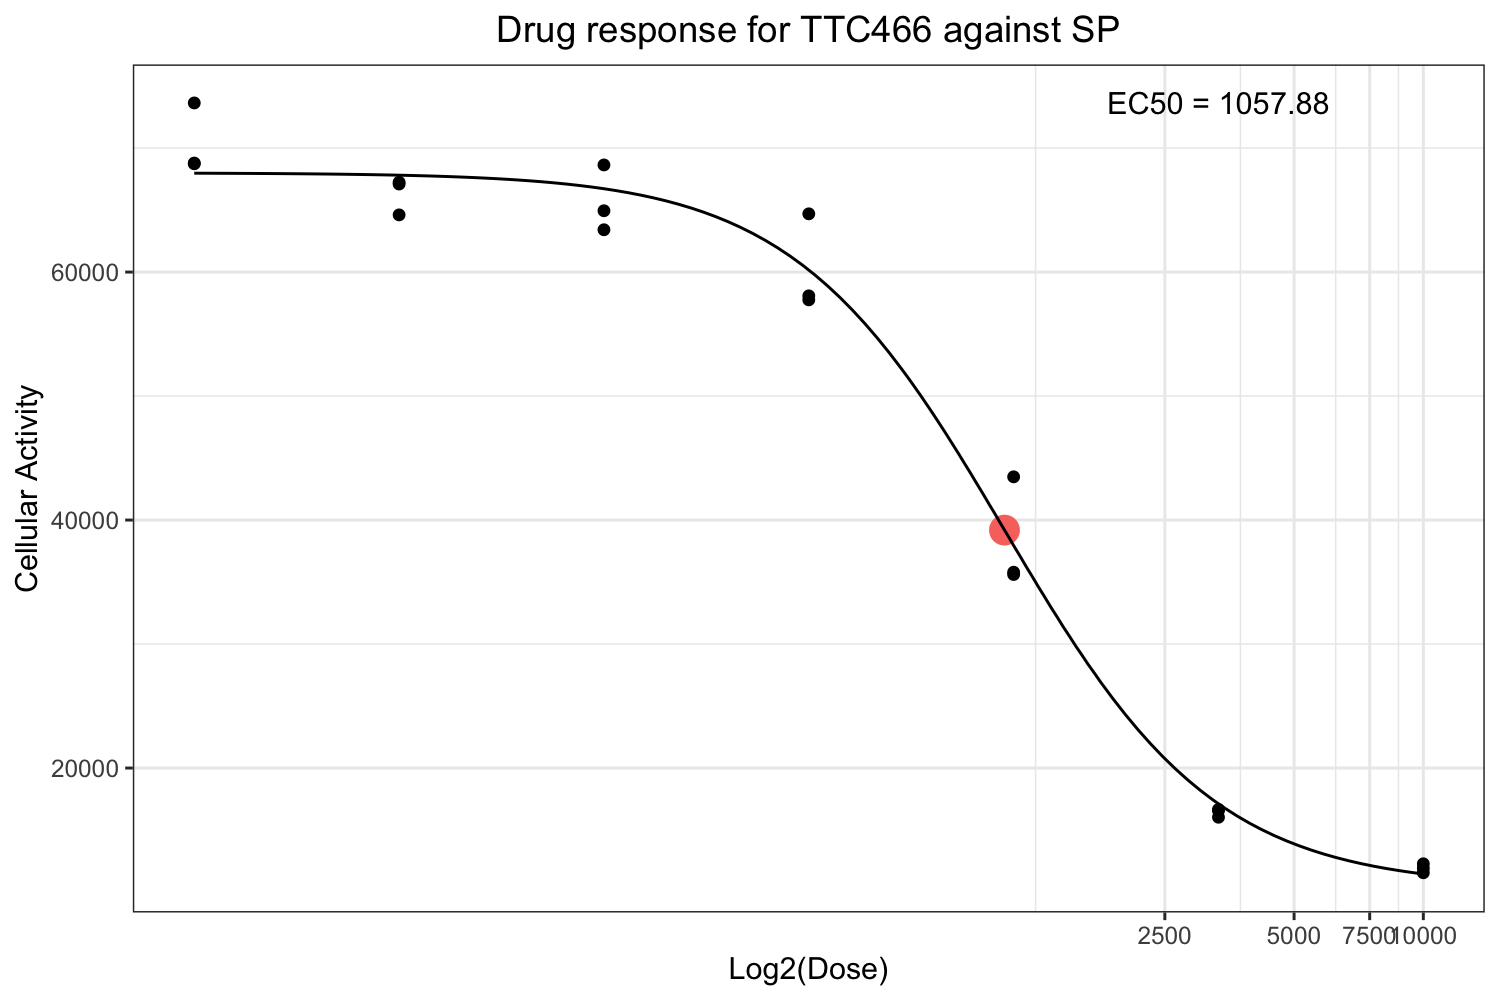 Drug response for TTC466 against SP
EC50 = 1057.88
Cellular Activity
60000
40000
20000
2500 5000 7500 10000
Log2(Dose)